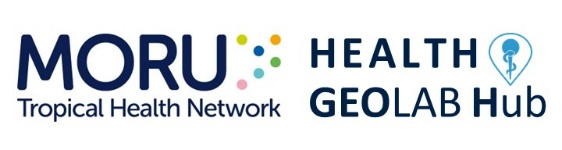 MORU
Tropical Health Network
HEALTH
GEOLAB Hub